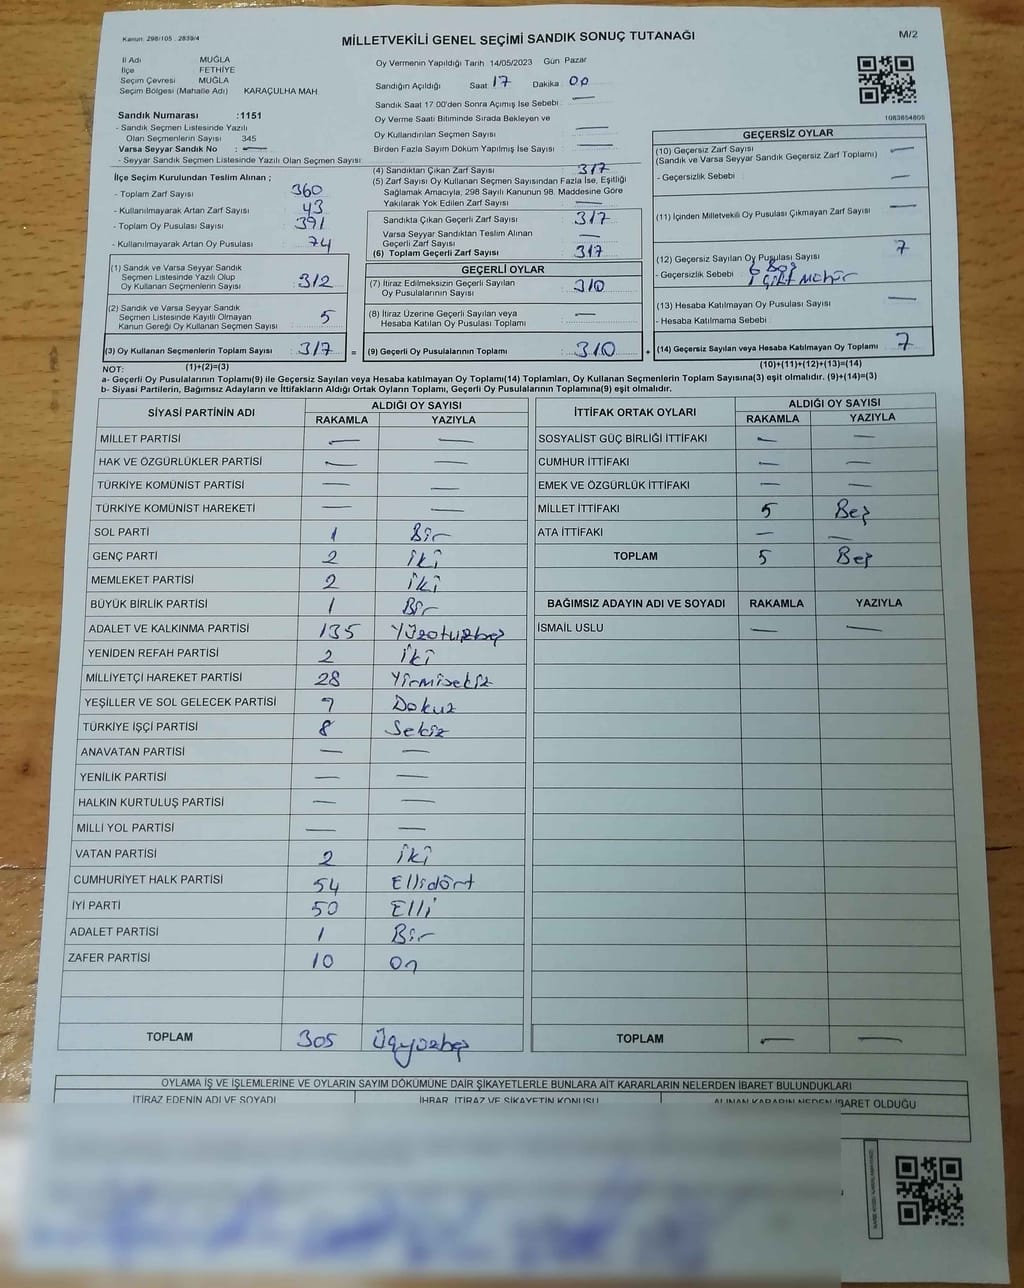 Kanun: 298/105 , 2839/4
MİLLETVEKİLİ GENEL SEÇİMİ SANDIK SONUÇ TUTANAĞI
M/2
İl Adı MUĞLA
İlçe FETHİYE
Seçim Çevresi MUĞLA
Seçim Bölgesi (Mahalle Adı) KARAÇULHA MAH.
Oy Vermenin Yapıldığı Tarih 14/05/2023 Gün Pazar
Sandığın Açıldığı Saat 17 Dakika 00
Sandık Saat 17:00'den Sonra Açımış İse Sebebi : —
Oy Verme Saati Bitiminde Sırada Bekleyen ve
Oy Kullandırılan Seçmen Sayısı : —
Birden Fazla Sayım Döküm Yapılmış İse Sayısı : —
1083654805
Sandık Numarası :1151
- Sandık Seçmen Listesinde Yazılı
Olan Seçmenlerin Sayısı 345
Varsa Seyyar Sandık No : —
- Seyyar Sandık Seçmen Listesinde Yazılı Olan Seçmen Sayısı:
İlçe Seçim Kurulundan Teslim Alınan ;
- Toplam Zarf Sayısı 360
- Kullanılmayarak Artan Zarf Sayısı 43
- Toplam Oy Pusulası Sayısı 391
- Kullanılmayarak Artan Oy Pusulası 74
(1) Sandık ve Varsa Seyyar Sandık
Seçmen Listesinde Yazılı Olup
Oy Kullanan Seçmenlerin Sayısı 312
(2) Sandık ve Varsa Seyyar Sandık
Seçmen Listesinde Kayıtlı Olmayan
Kanun Gereği Oy Kullanan Seçmen Sayısı 5
(3) Oy Kullanan Seçmenlerin Toplam Sayısı 317 =
(4) Sandıktan Çıkan Zarf Sayısı 317
(5) Zarf Sayısı Oy Kullanan Seçmen Sayısından Fazla İse, Eşitliği
Sağlamak Amacıyla, 298 Sayılı Kanunun 98. Maddesine Göre
Yakılarak Yok Edilen Zarf Sayısı —
Sandıkta Çıkan Geçerli Zarf Sayısı 317
Varsa Seyyar Sandıktan Teslim Alınan
Geçerli Zarf Sayısı —
(6) Toplam Geçerli Zarf Sayısı 317
GEÇERLİ OYLAR
(7) İtiraz Edilmeksizin Geçerli Sayılan
Oy Pusulalarının Sayısı 310
(8) İtiraz Üzerine Geçerli Sayılan veya
Hesaba Katılan Oy Pusulası Toplamı —
(9) Geçerli Oy Pusulalarının Toplamı 310 +
GEÇERSİZ OYLAR
(10) Geçersiz Zarf Sayısı —
(Sandık ve Varsa Seyyar Sandık Geçersiz Zarf Toplamı)
- Geçersizlik Sebebi : —
(11) İçinden Milletvekili Oy Pusulası Çıkmayan Zarf Sayısı —
(12) Geçersiz Sayılan Oy Pusulası Sayısı 7
- Geçersizlik Sebebi : 6 Boş
1 çift mühür
(13) Hesaba Katılmayan Oy Pusulası Sayısı —
- Hesaba Katılmama Sebebi :
(14) Geçersiz Sayılan veya Hesaba Katılmayan Oy Toplamı 7
NOT: (1)+(2)=(3) (10)+(11)+(12)+(13)=(14)
a- Geçerli Oy Pusulalarının Toplamı(9) ile Geçersiz Sayılan veya Hesaba katılmayan Oy Toplamı(14) Toplamları, Oy Kullanan Seçmenlerin Toplam Sayısına(3) eşit olmalıdır. (9)+(14)=(3)
b- Siyasi Partilerin, Bağımsız Adayların ve İttifakların Aldığı Ortak Oyların Toplamı, Geçerli Oy Pusulalarının Toplamına(9) eşit olmalıdır.
SİYASİ PARTİNİN ADI ALDIĞI OY SAYISI
RAKAMLA YAZIYLA
MİLLET PARTİSİ — —
HAK VE ÖZGÜRLÜKLER PARTİSİ — —
TÜRKİYE KOMÜNİST PARTİSİ — —
TÜRKİYE KOMÜNİST HAREKETİ — —
SOL PARTİ 1 Bir
GENÇ PARTİ 2 İki
MEMLEKET PARTİSİ 2 İki
BÜYÜK BİRLİK PARTİSİ 1 Bir
ADALET VE KALKINMA PARTİSİ 135 Yüzotuzbeş
YENİDEN REFAH PARTİSİ 2 İki
MİLLİYETÇİ HAREKET PARTİSİ 28 Yirmisekiz
YEŞİLLER VE SOL GELECEK PARTİSİ 9 Dokuz
TÜRKİYE İŞÇİ PARTİSİ 8 Sekiz
ANAVATAN PARTİSİ — —
YENİLİK PARTİSİ — —
HALKIN KURTULUŞ PARTİSİ — —
MİLLİ YOL PARTİSİ — —
VATAN PARTİSİ 2 İki
CUMHURİYET HALK PARTİSİ 54 Ellidört
İYİ PARTİ 50 Elli
ADALET PARTİSİ 1 Bir
ZAFER PARTİSİ 10 On
TOPLAM 305 Üçyüzbeş
İTTİFAK ORTAK OYLARI ALDIĞI OY SAYISI
RAKAMLA YAZIYLA
SOSYALİST GÜÇ BİRLİĞİ İTTİFAKI — —
CUMHUR İTTİFAKI — —
EMEK VE ÖZGÜRLÜK İTTİFAKI — —
MİLLET İTTİFAKI 5 Beş
ATA İTTİFAKI — —
TOPLAM 5 Beş
BAĞIMSIZ ADAYIN ADI VE SOYADI RAKAMLA YAZIYLA
İSMAİL USLU — —
TOPLAM — —
OYLAMA İŞ VE İŞLEMLERİNE VE OYLARIN SAYIM DÖKÜMÜNE DAİR ŞİKAYETLERLE BUNLARA AİT KARARLARIN NELERDEN İBARET BULUNDUKLARI
İTİRAZ EDENİN ADI VE SOYADI İHBAR, İTİRAZ VE ŞİKAYETİN KONUSU ALINAN KARARIN NEDEN İBARET OLDUĞU